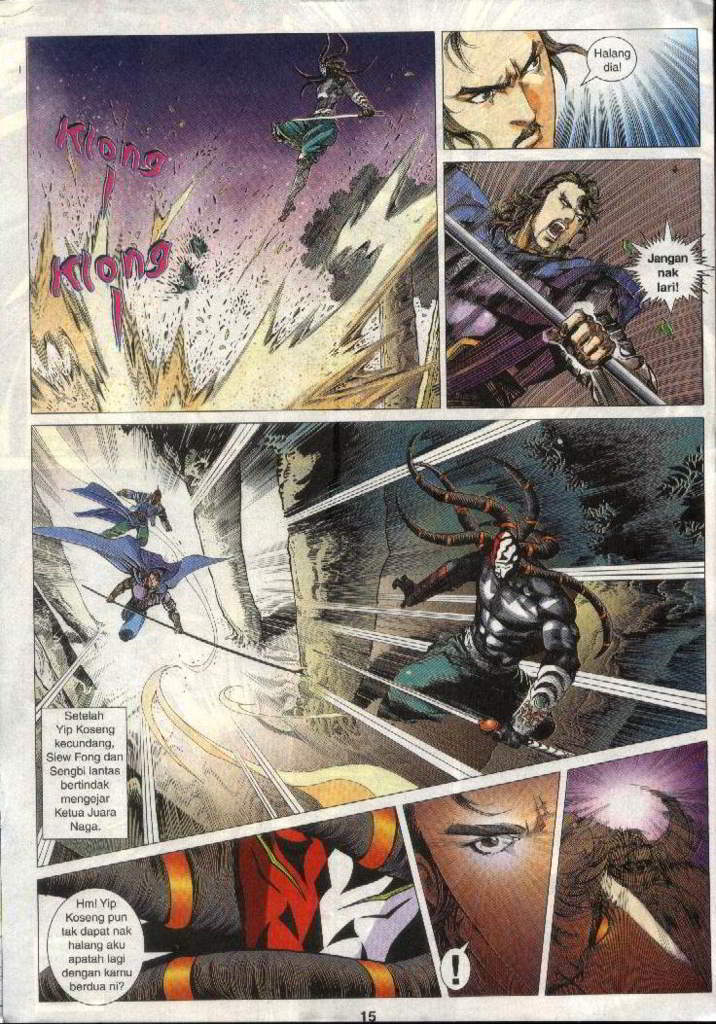 Klong
!
Klong
!
Halang
dia!
Jangan
nak
lari!
Setelah
Yip Koseng
kecundang,
Siew Fong dan
Sengbi lantas
bertindak
mengejar
Ketua Juara
Naga.
Hm! Yip
Koseng pun
tak dapat nak
halang aku
apatah lagi
dengan kamu
berdua ni?
!
15